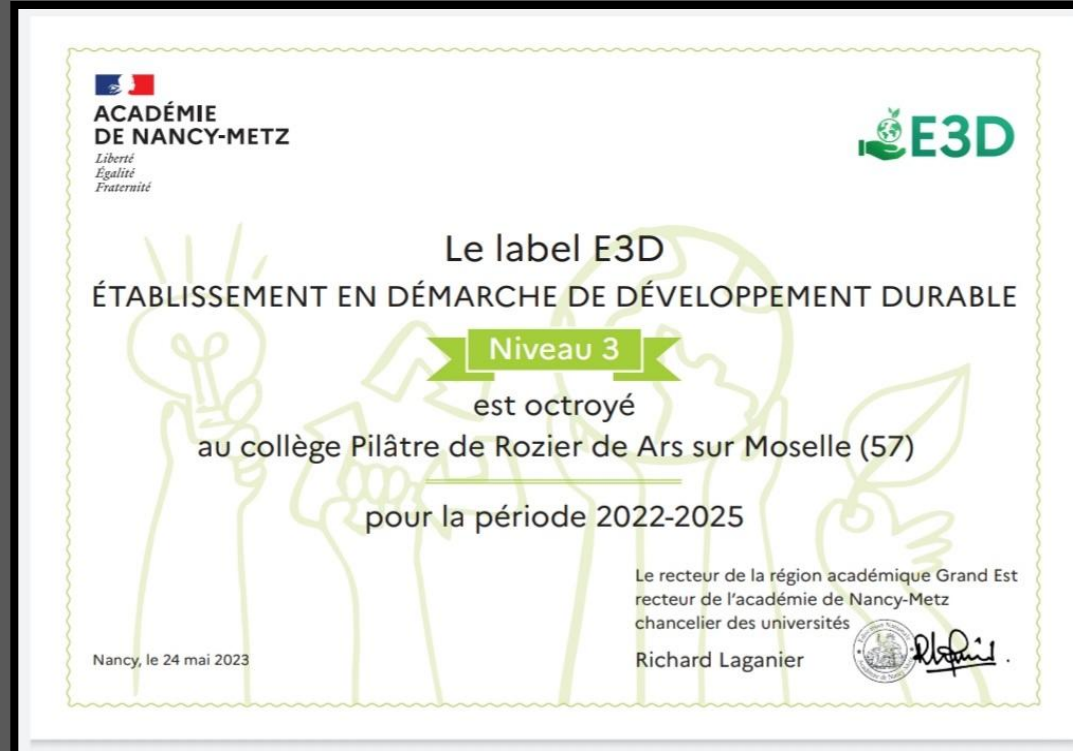 ACADÉMIE
DE NANCY-METZ
Liberté
Égalité
Fraternité
E3D
Le label E3D
ÉTABLISSEMENT EN DÉMARCHE DE DÉVELOPPEMENT DURABLE
Niveau 3
est octroyé
au collège Pilâtre de Rozier de Ars sur Moselle (57)
pour la période 2022-2025
Le recteur de la région académique Grand Est
recteur de l'académie de Nancy-Metz
chancelier des universités
Richard Laganier
Nancy, le 24 mai 2023